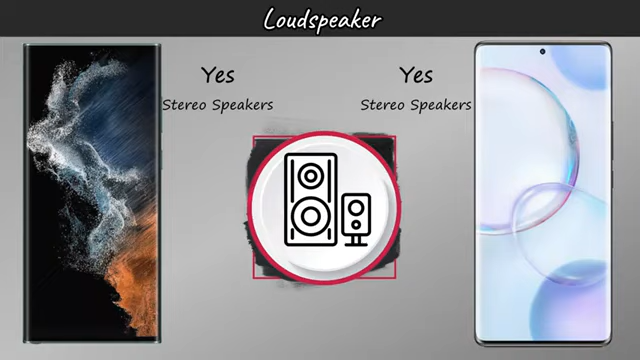 Loudspeaker
Yes
Stereo Speakers
Yes
Stereo Speakers